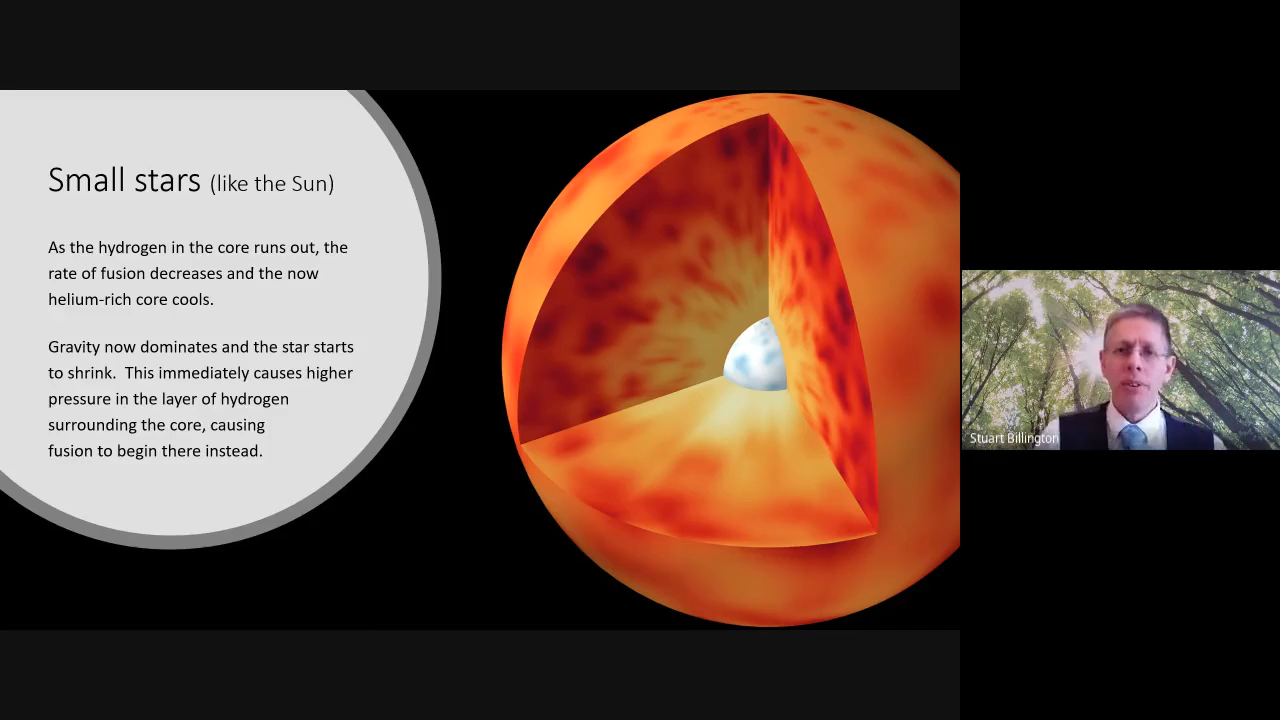 Small stars (like the Sun)
As the hydrogen in the core runs out, the
rate of fusion decreases and the now
helium-rich core cools.
Gravity now dominates and the star starts
to shrink.  This immediately causes higher
pressure in the layer of hydrogen
surrounding the core, causing
fusion to begin there instead.
Stuart Billington